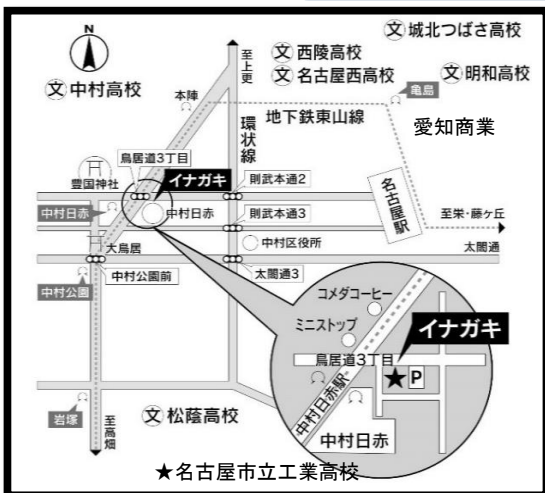 文 城北つばさ高校
N
至上更
文 西陵高校
文 中村高校
文 名古屋西高校
文 明和高校
亀島
本陣
地下鉄東山線
愛知商業
環状線
鳥居道3丁目
豊国神社
イナガキ
則武本通2
中村日赤
中村日赤
則武本通3
名古屋駅
至栄・藤ヶ丘
大鳥居
中村区役所
太閤通
中村公園前
太閤通3
中村公園
コメダコーヒー
ミニストップ
イナガキ
鳥居道3丁目
★P
中村日赤駅
岩塚
至高畑
文 松蔭高校
中村日赤
★名古屋市立工業高校